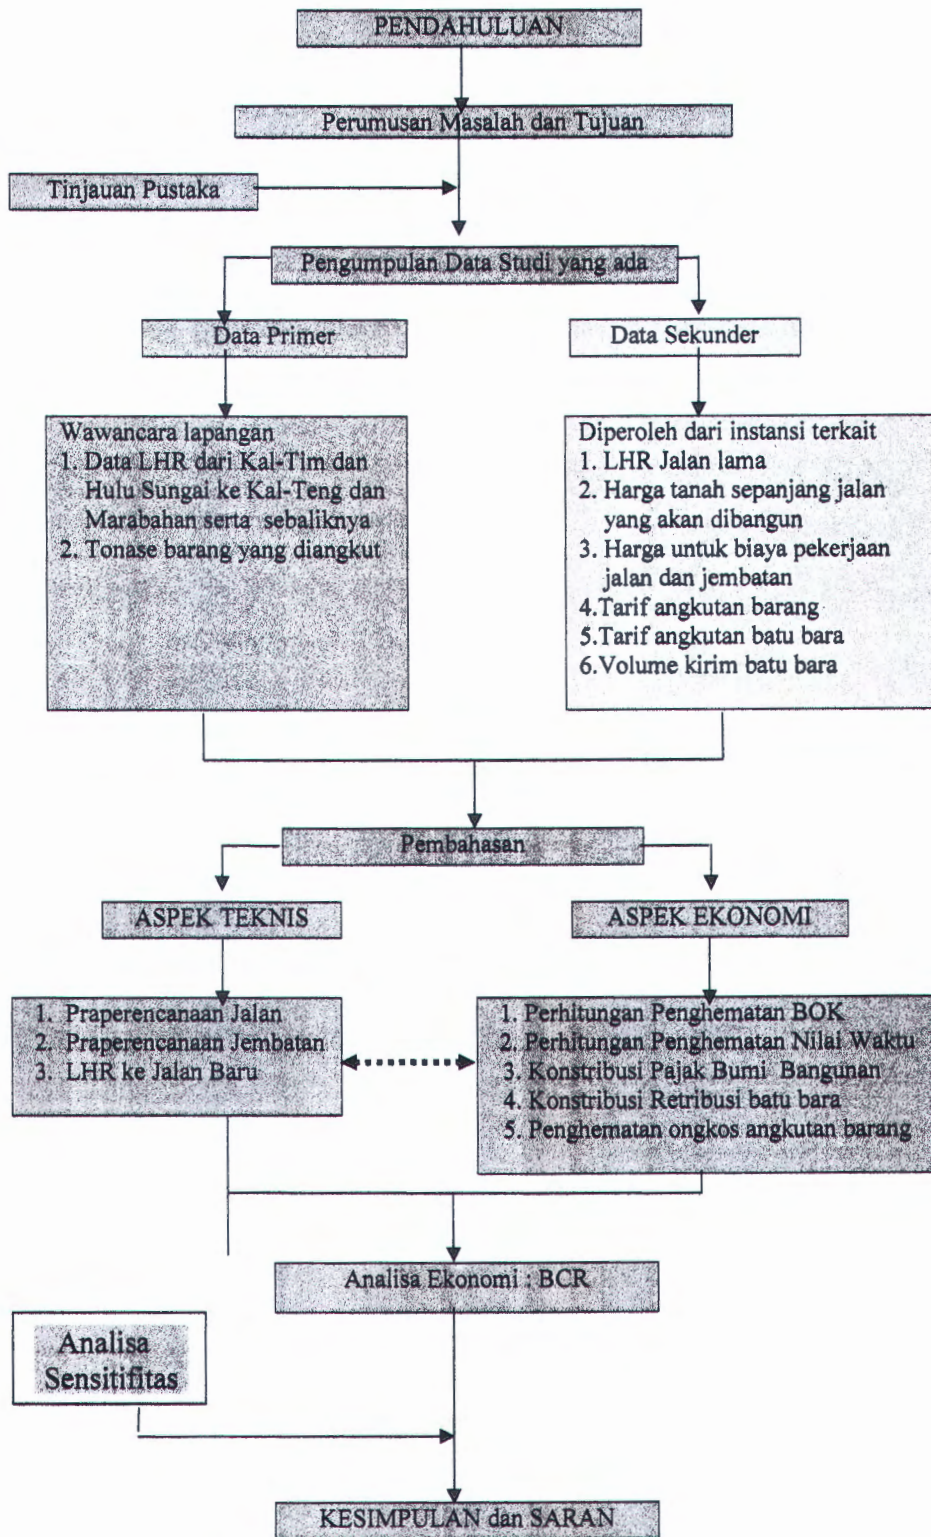 PENDAHULUAN
Perumusan Masalah dan Tujuan
Tinjauan Pustaka
Pengumpulan Data Studi yang ada
Data Primer
Data Sekunder
Wawancara lapangan
1. Data LHR dari Kal-Tim dan
Hulu Sungai ke Kal-Teng dan
Marabahan serta sebaliknya
2. Tonase barang yang diangkut
Diperoleh dari instansi terkait
1. LHR Jalan lama
2. Harga tanah sepanjang jalan
yang akan dibangun
3. Harga untuk biaya pekerjaan
jalan dan jembatan
4.Tarif angkutan barang
5.Tarif angkutan batu bara
6.Volume kirim batu bara
Pembahasan
ASPEK TEKNIS
ASPEK EKONOMI
1. Praperencanaan Jalan
2. Praperencanaan Jembatan
3. LHR ke Jalan Baru
1. Perhitungan Penghematan BOK
2. Perhitungan Penghematan Nilai Waktu
3. Konstribusi Pajak Bumi Bangunan
4. Konstribusi Retribusi batu bara
5. Penghematan ongkos angkutan barang
Analisa Ekonomi : BCR
Analisa
Sensitifitas
KESIMPULAN dan SARAN